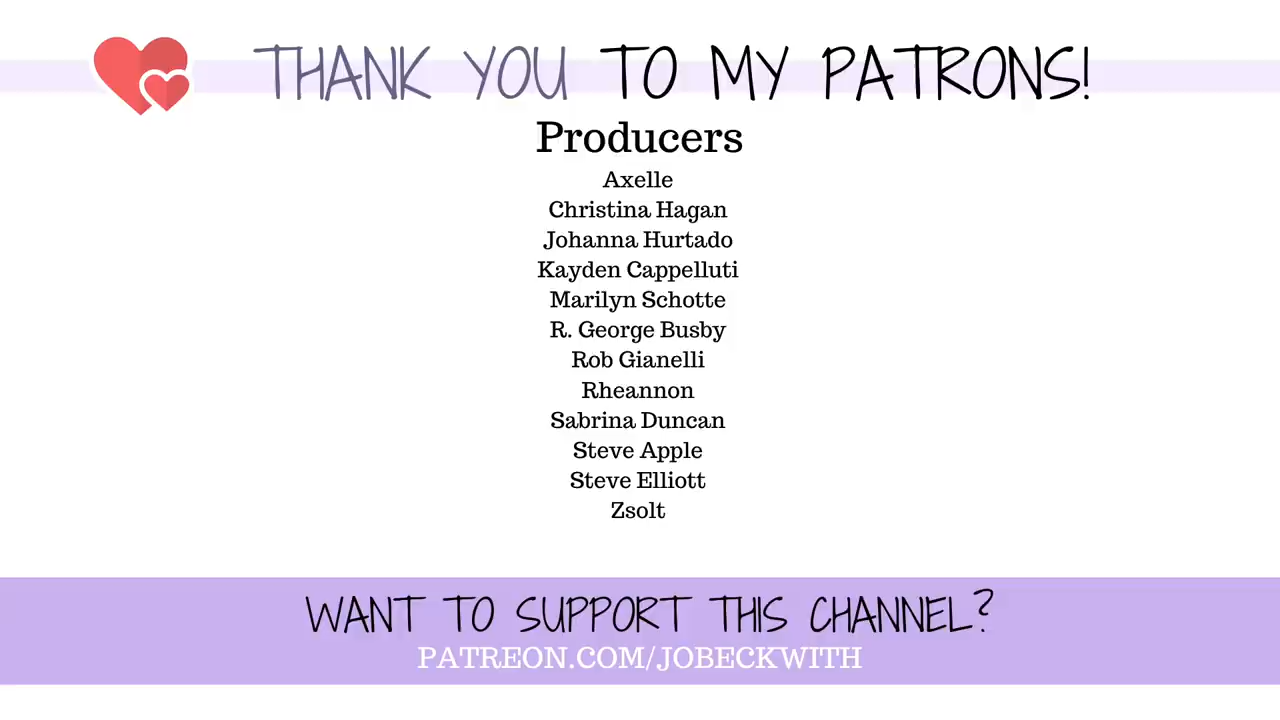 THANK YOU TO MY PATRONS!
Producers
Axelle
Christina Hagan
Johanna Hurtado
Kayden Cappelluti
Marilyn Schotte
R. George Busby
Rob Gianelli
Rheannon
Sabrina Duncan
Steve Apple
Steve Elliott
Zsolt
WANT TO SUPPORT THIS CHANNEL?
PATREON.COM/JOBECKWITH